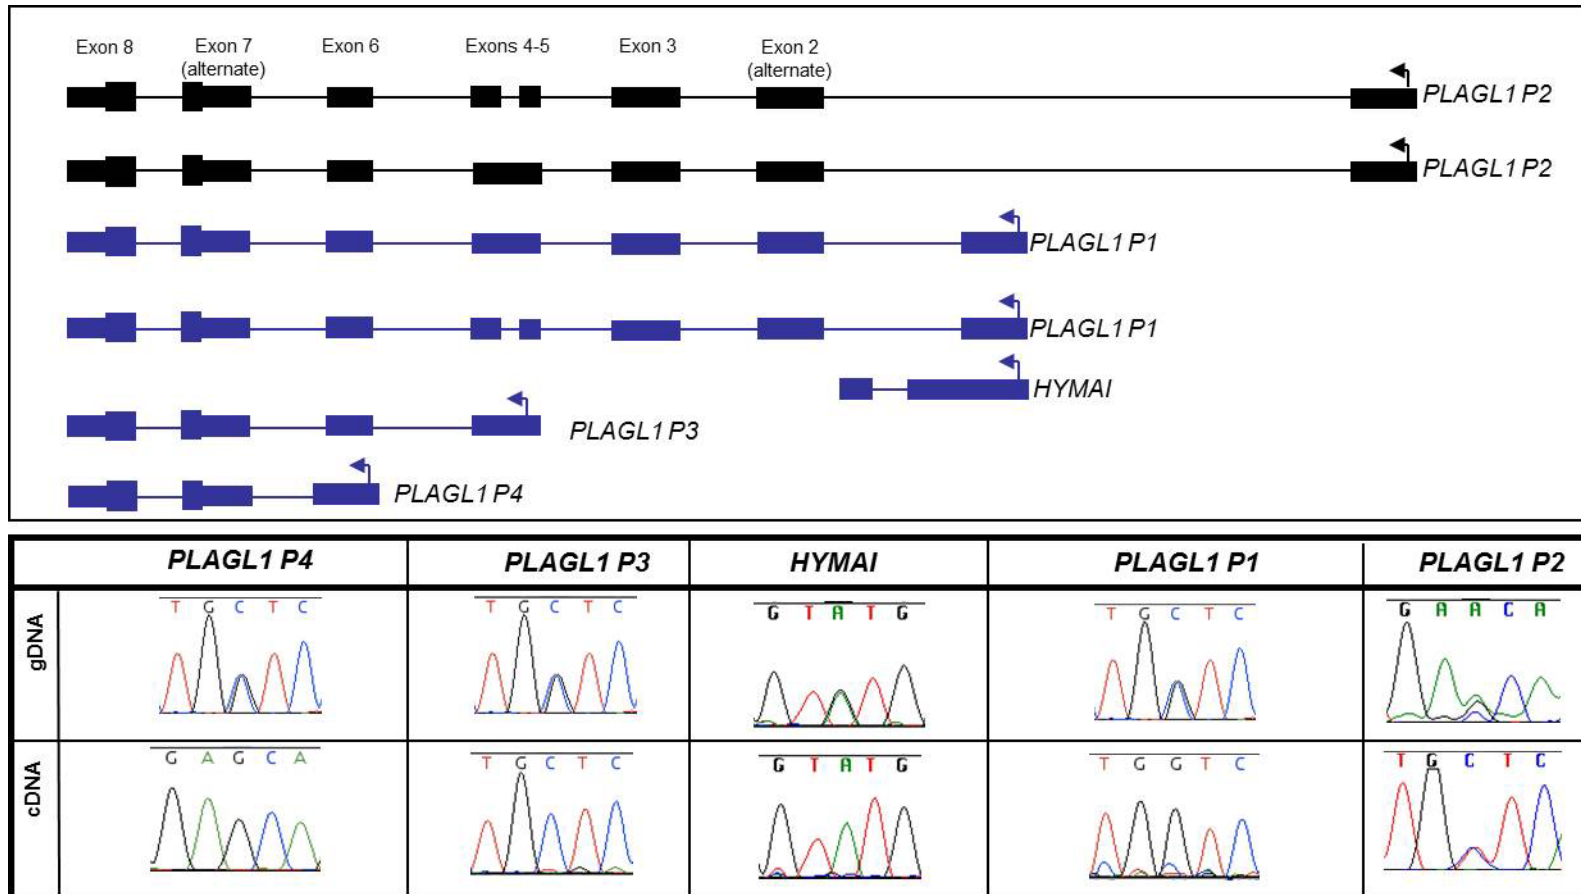 Exon 8 Exon 7 Exon 6 Exons 4-5 Exon 3 Exon 2
(alternate) (alternate)
PLAGL1 P2
PLAGL1 P2
PLAGL1 P1
PLAGL1 P1
HYMAI
PLAGL1 P3
PLAGL1 P4
PLAGL1 P4 PLAGL1 P3 HYMAI PLAGL1 P1 PLAGL1 P2
gDNA
T G C T C T G C T C G T A T G T G C T C G A A C A
cDNA
G A G C A T G C T C G T A T G T G G T C T G C T C